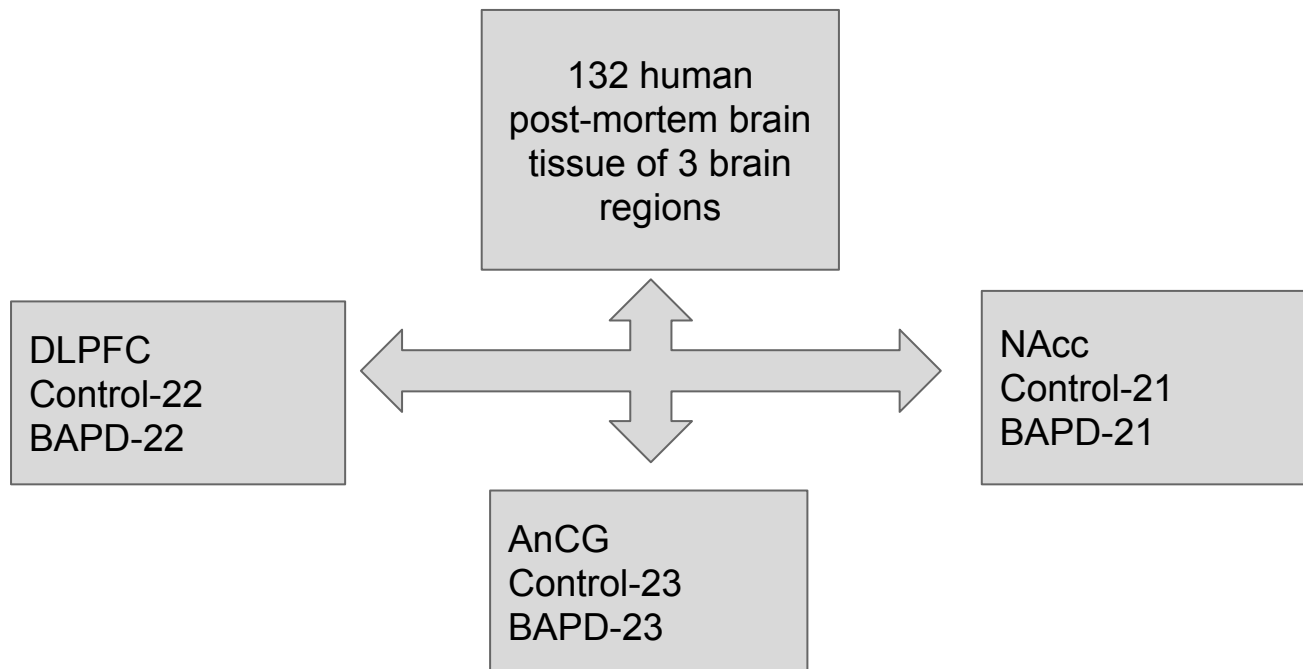 132 human
post-mortem brain
tissue of 3 brain
regions
DLPFC
Control-22
BAPD-22
NAcc
Control-21
BAPD-21
AnCG
Control-23
BAPD-23